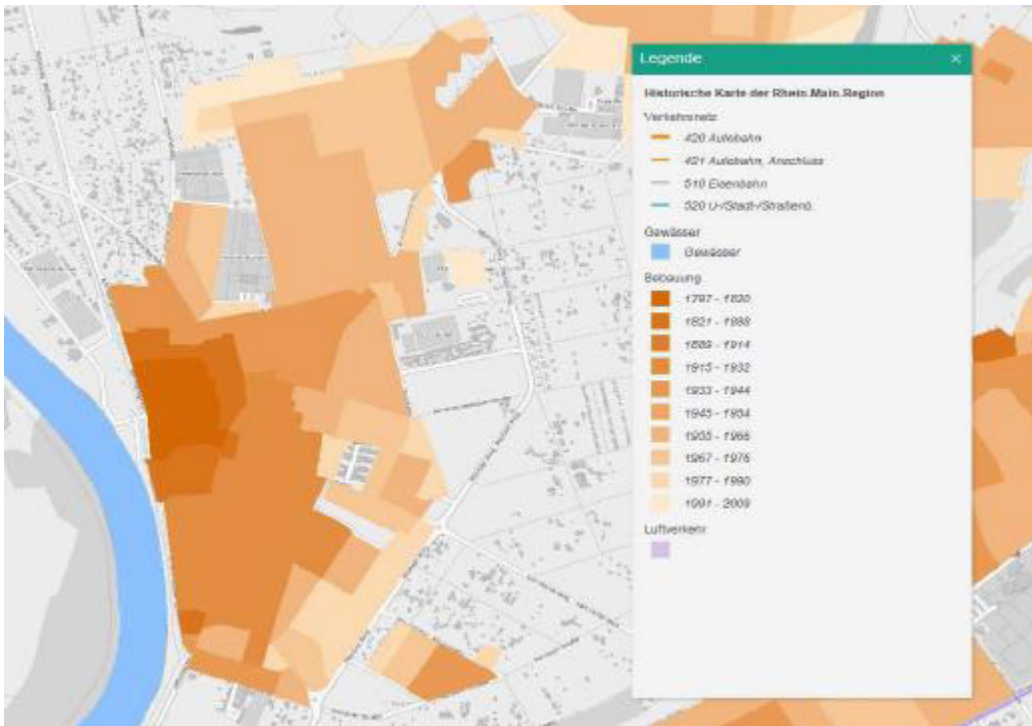 Legende
Historische Karte der Rhein.Main.Region
Verkehrsnetz
420 Autobahn
421 Autobahn, Anschluss
510 Eisenbahn
520 U-/Stadt-/Straßenb.
Gewässer
Gewässer
Bebauung
1797 - 1820
1821 - 1888
1889 - 1914
1915 - 1932
1933 - 1944
1945 - 1954
1955 - 1966
1967 - 1976
1977 - 1990
1991 - 2009
Luftverkehr